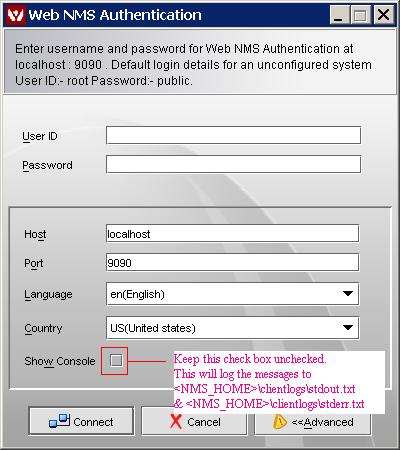 Web NMS Authentication
Enter username and password for Web NMS Authentication at
localhost : 9090 . Default login details for an unconfigured system
User ID:- root Password:- public.
User ID
Password
Host localhost
Port 9090
Language en(English)
Country US(United states)
Show Console
Keep this check box unchecked.
This will log the messages to
<NMS_HOME>\clientlogs\stdout.txt
& <NMS_HOME>\clientlogs\stderr.txt
Connect Cancel <<Advanced